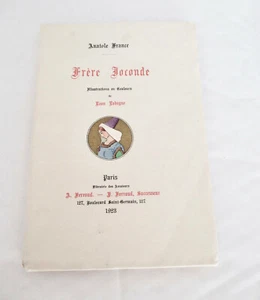 Anatole France
Frère Joconde
Illustrations en Couleurs
de
Paris
Librairie des Amateurs
A. Ferroud. — F. Ferroud, Successeur
127, Boulevard Saint-Germain, 127
1923